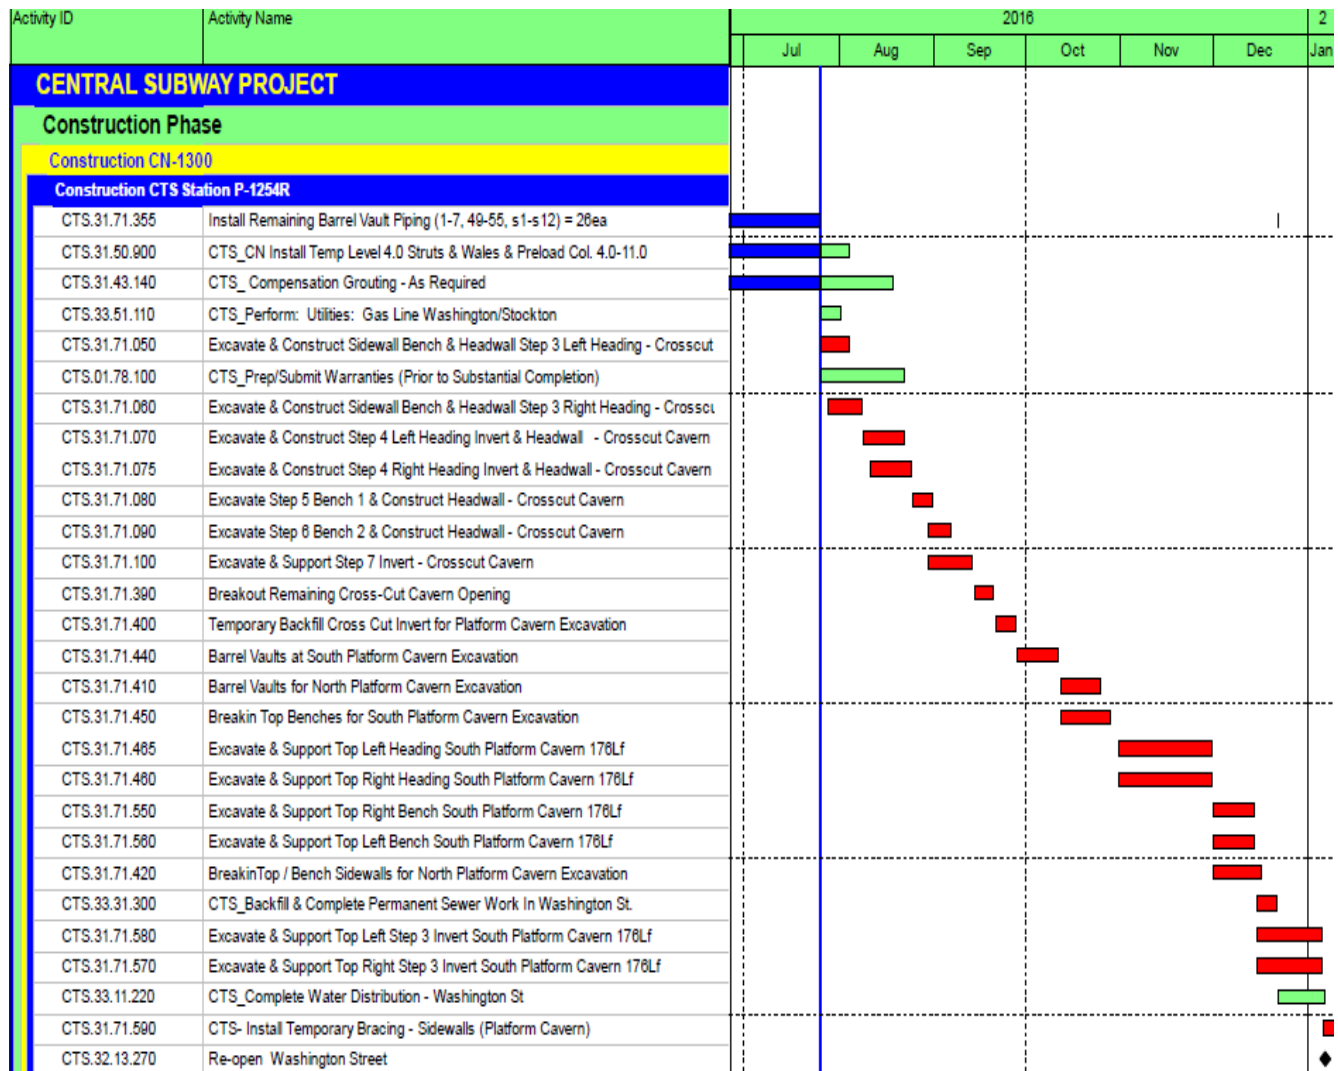 Activity ID Activity Name 2016 2
Jul Aug Sep Oct Nov Dec Jan
CENTRAL SUBWAY PROJECT
Construction Phase
Construction CN-1300
Construction CTS Station P-1254R
CTS.31.71.355 Install Remaining Barrel Vault Piping (1-7, 49-55, s1-s12) = 26ea
CTS.31.50.900 CTS_CN Install Temp Level 4.0 Struts & Wales & Preload Col. 4.0-11.0
CTS.31.43.140 CTS_ Compensation Grouting - As Required
CTS.33.51.110 CTS_Perform: Utilities: Gas Line Washington/Stockton
CTS.31.71.050 Excavate & Construct Sidewall Bench & Headwall Step 3 Left Heading - Crosscut
CTS.01.78.100 CTS_Prep/Submit Warranties (Prior to Substantial Completion)
CTS.31.71.060 Excavate & Construct Sidewall Bench & Headwall Step 3 Right Heading - Crosscu
CTS.31.71.070 Excavate & Construct Step 4 Left Heading Invert & Headwall - Crosscut Cavern
CTS.31.71.075 Excavate & Construct Step 4 Right Heading Invert & Headwall - Crosscut Cavern
CTS.31.71.080 Excavate Step 5 Bench 1 & Construct Headwall - Crosscut Cavern
CTS.31.71.090 Excavate Step 6 Bench 2 & Construct Headwall - Crosscut Cavern
CTS.31.71.100 Excavate & Support Step 7 Invert - Crosscut Cavern
CTS.31.71.390 Breakout Remaining Cross-Cut Cavern Opening
CTS.31.71.400 Temporary Backfill Cross Cut Invert for Platform Cavern Excavation
CTS.31.71.440 Barrel Vaults at South Platform Cavern Excavation
CTS.31.71.410 Barrel Vaults for North Platform Cavern Excavation
CTS.31.71.450 Breakin Top Benches for South Platform Cavern Excavation
CTS.31.71.465 Excavate & Support Top Left Heading South Platform Cavern 176Lf
CTS.31.71.460 Excavate & Support Top Right Heading South Platform Cavern 176Lf
CTS.31.71.550 Excavate & Support Top Right Bench South Platform Cavern 176Lf
CTS.31.71.560 Excavate & Support Top Left Bench South Platform Cavern 176Lf
CTS.31.71.420 BreakinTop / Bench Sidewalls for North Platform Cavern Excavation
CTS.33.31.300 CTS_Backfill & Complete Permanent Sewer Work In Washington St.
CTS.31.71.580 Excavate & Support Top Left Step 3 Invert South Platform Cavern 176Lf
CTS.31.71.570 Excavate & Support Top Right Step 3 Invert South Platform Cavern 176Lf
CTS.33.11.220 CTS_Complete Water Distribution - Washington St
CTS.31.71.590 CTS- Install Temporary Bracing - Sidewalls (Platform Cavern)
CTS.32.13.270 Re-open Washington Street